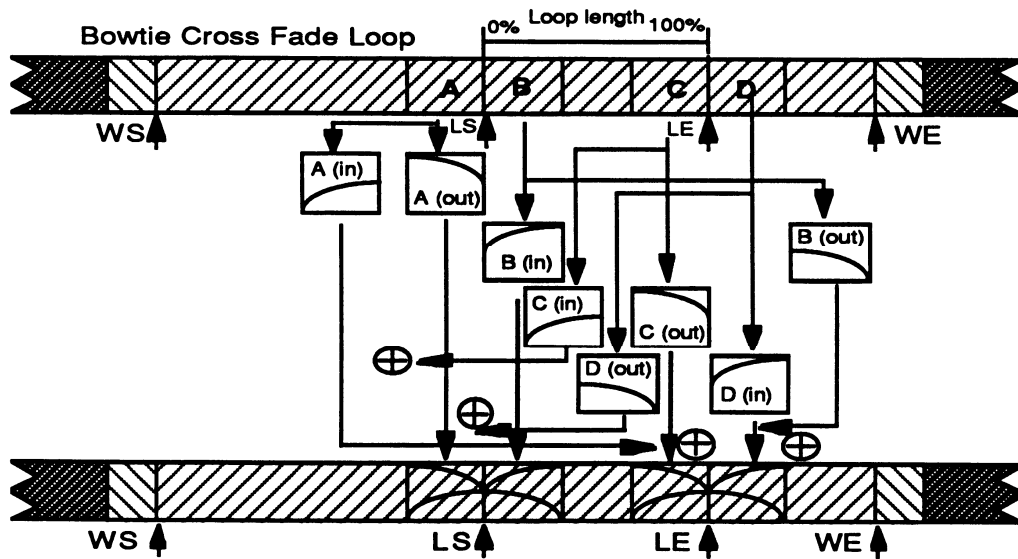 Loop length
0% 100%
Bowtie Cross Fade Loop
A B C D
WS LS LE WE
A (in)
A (out)
B (in)
B (out)
C (in)
C (out)
D (out)
D (in)
WS LS LE WE